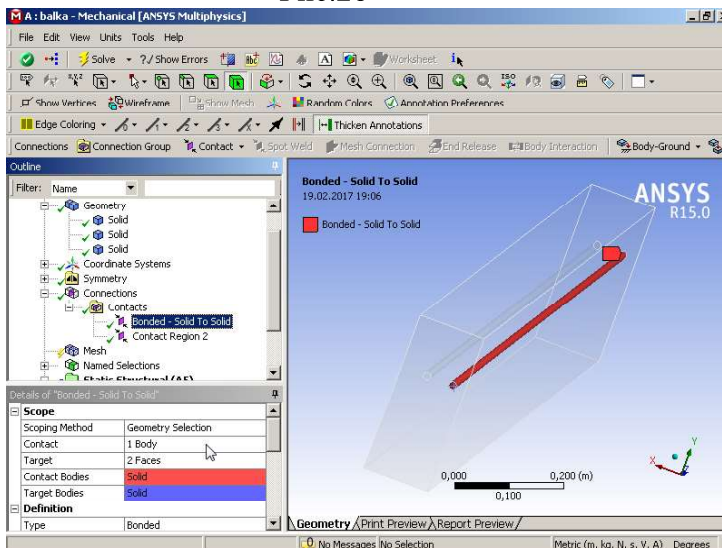 A : balka - Mechanical [ANSYS Multiphysics]
File Edit View Units Tools Help
Solve ?/ Show Errors A Worksheet
ISO
Show Vertices Wireframe Show Mesh Random Colors Annotation Preferences
Edge Coloring Thicken Annotations
Connections Connection Group Contact Spot Weld Mesh Connection End Release Body Interaction Body-Ground
Outline
Filter: Name
Geometry
Solid
Solid
Solid
Coordinate Systems
Symmetry
Connections
Contacts
Bonded - Solid To Solid
Contact Region 2
Mesh
Named Selections
Static Structural (A5)
Details of "Bonded - Solid To Solid"
Scope
Scoping Method Geometry Selection
Contact 1 Body
Target 2 Faces
Contact Bodies Solid
Target Bodies Solid
Definition
Type Bonded
Bonded - Solid To Solid
19.02.2017 19:06
Bonded - Solid To Solid
ANSYS
R15.0
0,000 0,200 (m)
0,100
Y
X
Z
Geometry Print Preview Report Preview
0 No Messages No Selection Metric (m, kg, N, s, V, A) Degrees